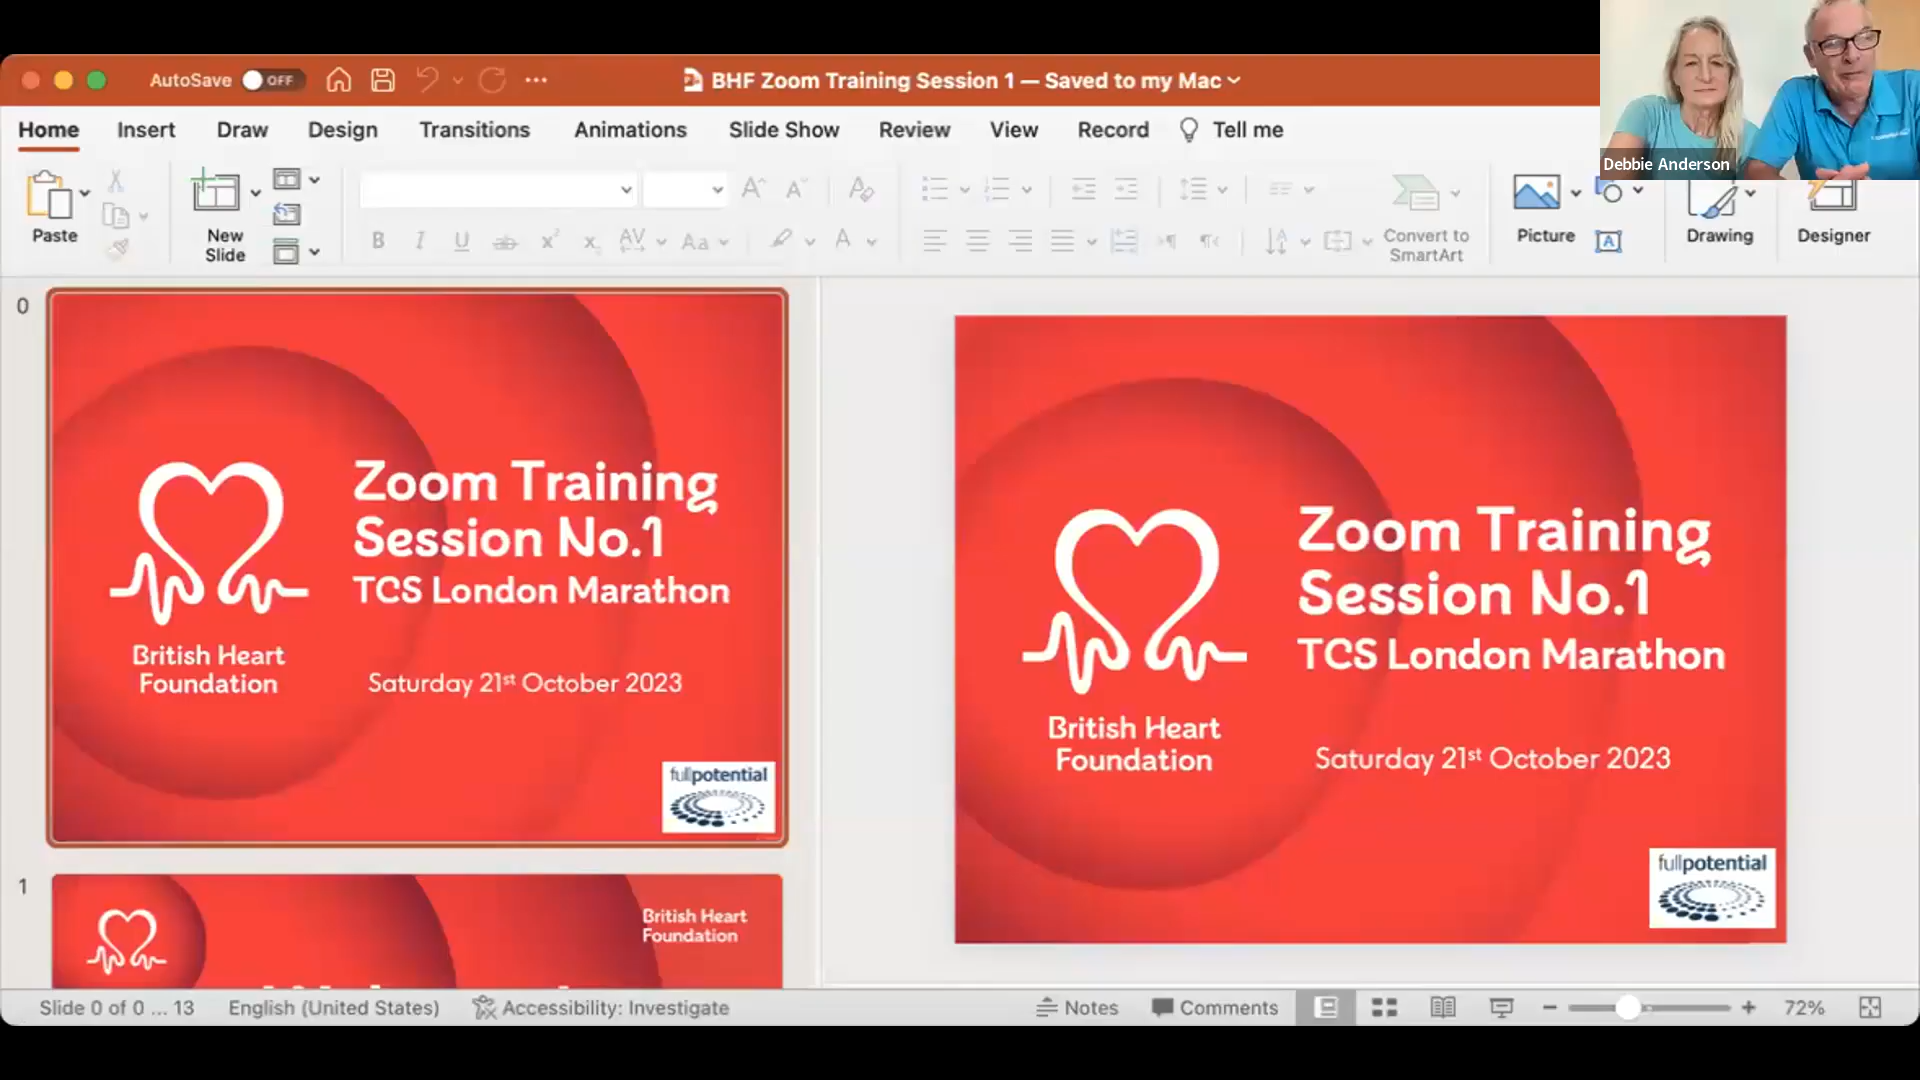 AutoSave OFF
BHF Zoom Training Session 1 — Saved to my Mac
Debbie Anderson
Home Insert Draw Design Transitions Animations Slide Show Review View Record Tell me
Paste
New
Slide
Convert to
SmartArt
Picture
Drawing
Designer
0
Zoom Training
Session No.1
TCS London Marathon
British Heart
Foundation
Saturday 21st October 2023
fullpotential
1
British Heart
Foundation
Zoom Training
Session No.1
TCS London Marathon
British Heart
Foundation
Saturday 21st October 2023
fullpotential
Slide 0 of 0 ... 13 English (United States) Accessibility: Investigate Notes Comments 72%